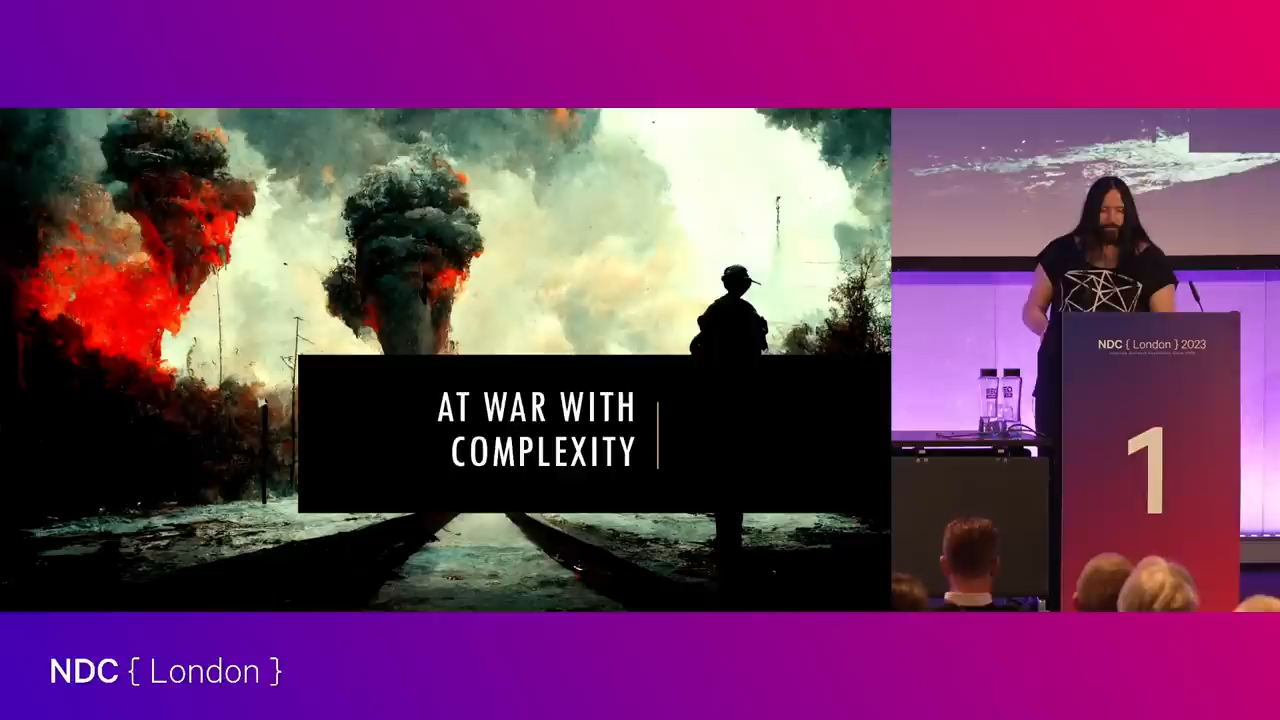 AT WAR WITH
COMPLEXITY
NDC { London } 2023
1
NDC { London }